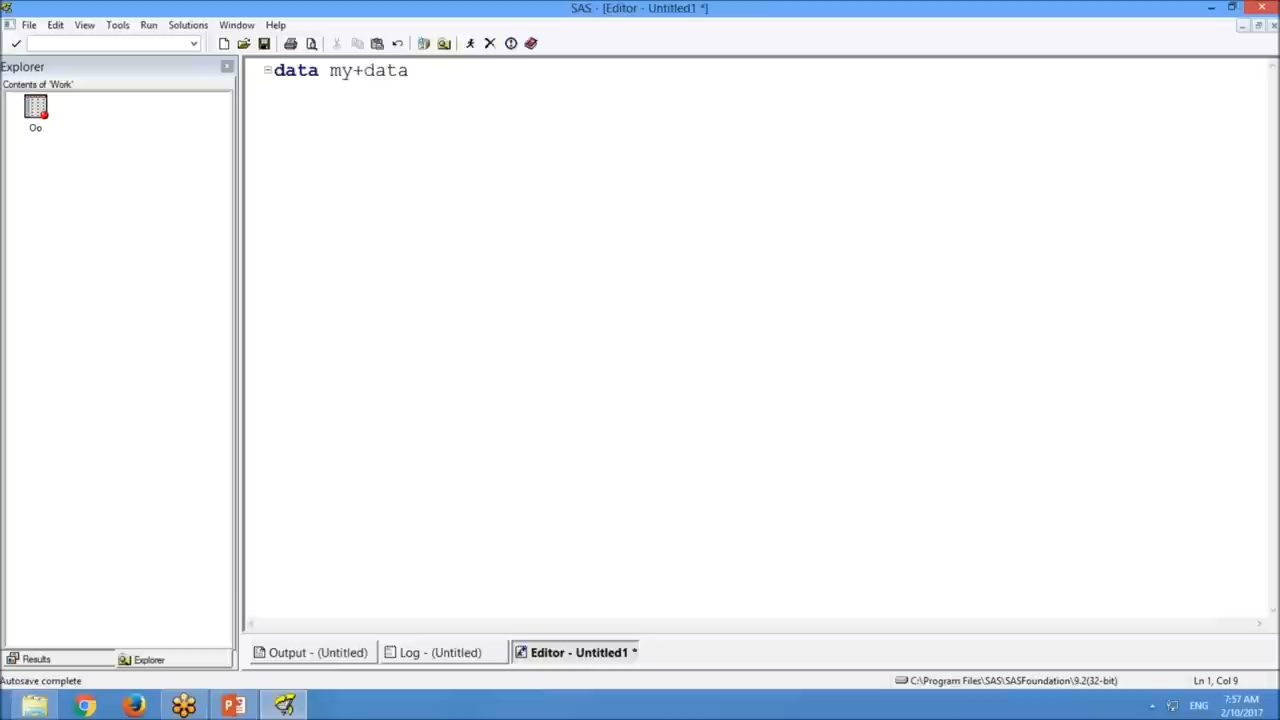 SAS - [Editor - Untitled1 *]
File Edit View Tools Run Solutions Window Help
Explorer
Contents of 'Work'
Oo
data my+data
Results
Explorer
Output - (Untitled)
Log - (Untitled)
Editor - Untitled1 *
Autosave complete
C:\Program Files\SAS\SASFoundation\9.2(32-bit)
Ln 1, Col 9
ENG
7:57 AM
2/10/2017